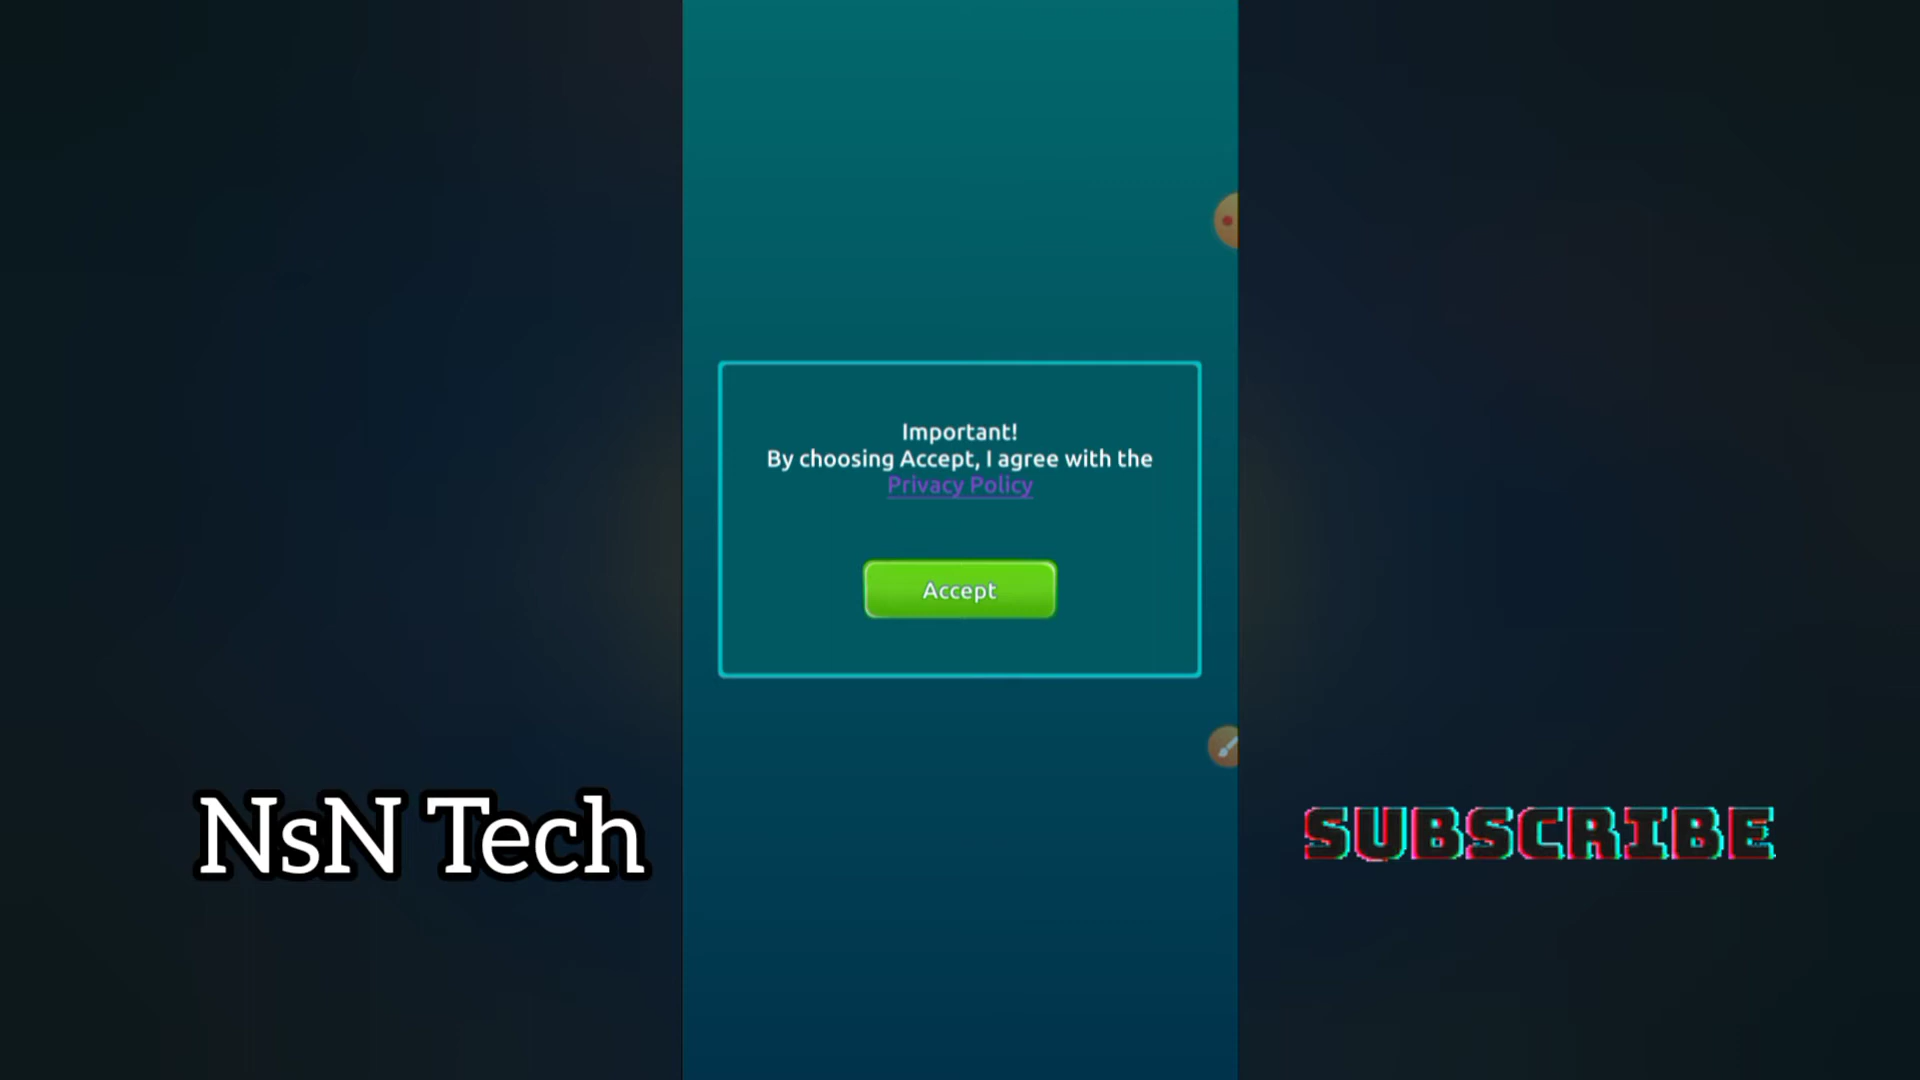 Important!
By choosing Accept, I agree with the
Privacy Policy
Accept
NsN Tech
SUBSCRIBE